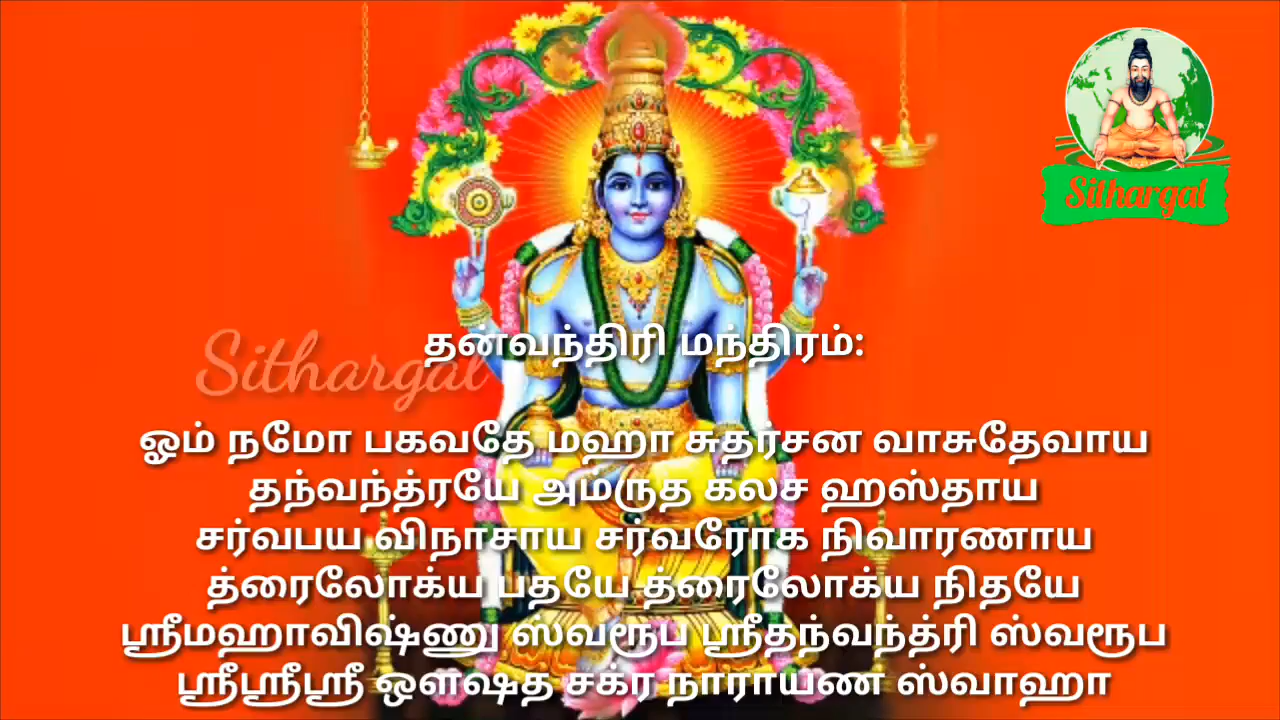 Sithargal
Sithargal
தன்வந்திரி மந்திரம்:
ஓம் நமோ பகவதே மஹா சுதர்சன வாசுதேவாய
தந்வந்த்ரயே அம்ருத கலச ஹஸ்தாய
சர்வபய விநாசாய சர்வரோக நிவாரணாய
த்ரைலோக்ய பதயே த்ரைலோக்ய நிதயே
ஸ்ரீமஹாவிஷ்ணு ஸ்வரூப ஸ்ரீதந்வந்த்ரி ஸ்வரூப
ஸ்ரீஸ்ரீஸ்ரீ ஔஷத சக்ர நாராயண ஸ்வாஹா